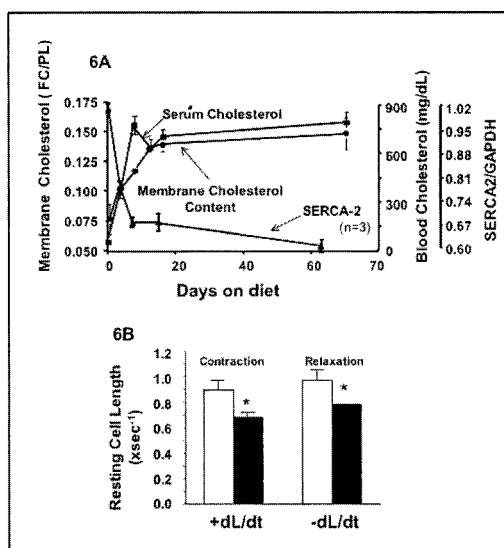 6A
Membrane Cholesterol ( FC/PL)
0.175
0.150
0.125
0.100
0.075
0.050
Serum Cholesterol
Membrane Cholesterol
Content
SERCA-2
(n=3)
900
600
300
0
Blood Cholesterol (mg/dL)
1.02
0.95
0.88
0.81
0.74
0.67
0.60
SERCA2/GAPDH
0 20 40 60 70
Days on diet
6B
Resting Cell Length
(xsec-1)
1.2
1.0
0.8
0.6
0.4
0.2
0.0
Contraction
Relaxation
*
*
+dL/dt
-dL/dt